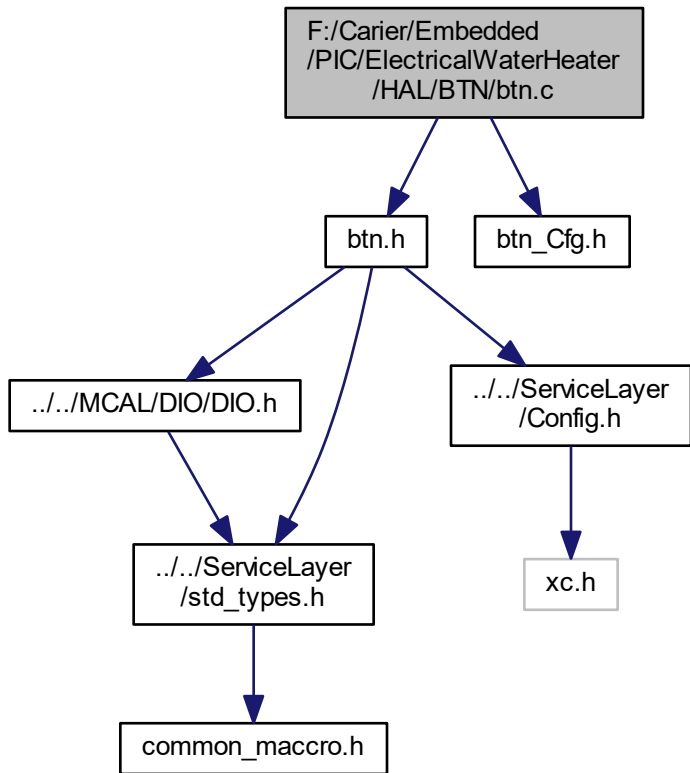 F:/Carier/Embedded
/PIC/ElectricalWaterHeater
/HAL/BTN/btn.c
btn.h
btn_Cfg.h
../../MCAL/DIO/DIO.h
../../ServiceLayer
/Config.h
../../ServiceLayer
/std_types.h
xc.h
common_maccro.h